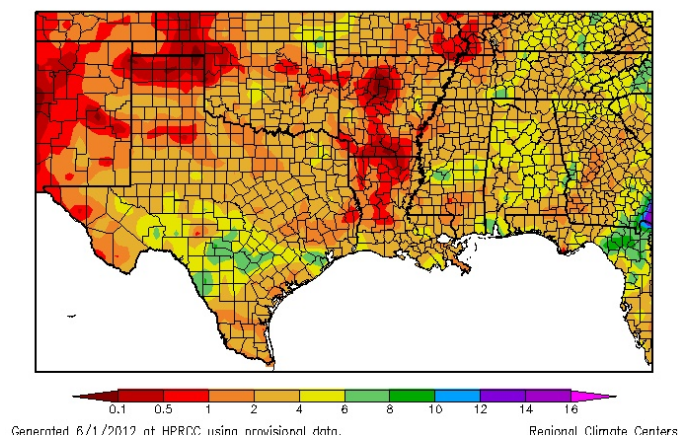 0.1 0.5 1 2 4 6 8 10 12 14 16
Generated 6/1/2012 at HPRCC using provisional data. Regional Climate Centers